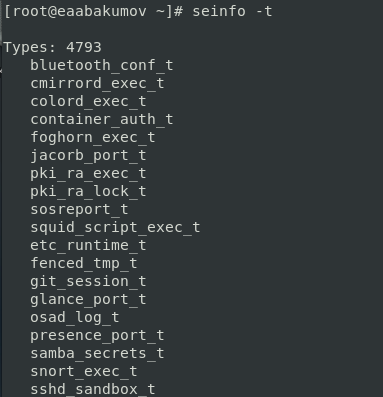 [root@eaabakumov ~]# seinfo -t
Types: 4793
bluetooth_conf_t
cmirrord_exec_t
colord_exec_t
container_auth_t
foghorn_exec_t
jacorb_port_t
pki_ra_exec_t
pki_ra_lock_t
sosreport_t
squid_script_exec_t
etc_runtime_t
fenced_tmp_t
git_session_t
glance_port_t
osad_log_t
presence_port_t
samba_secrets_t
snort_exec_t
sshd_sandbox_t